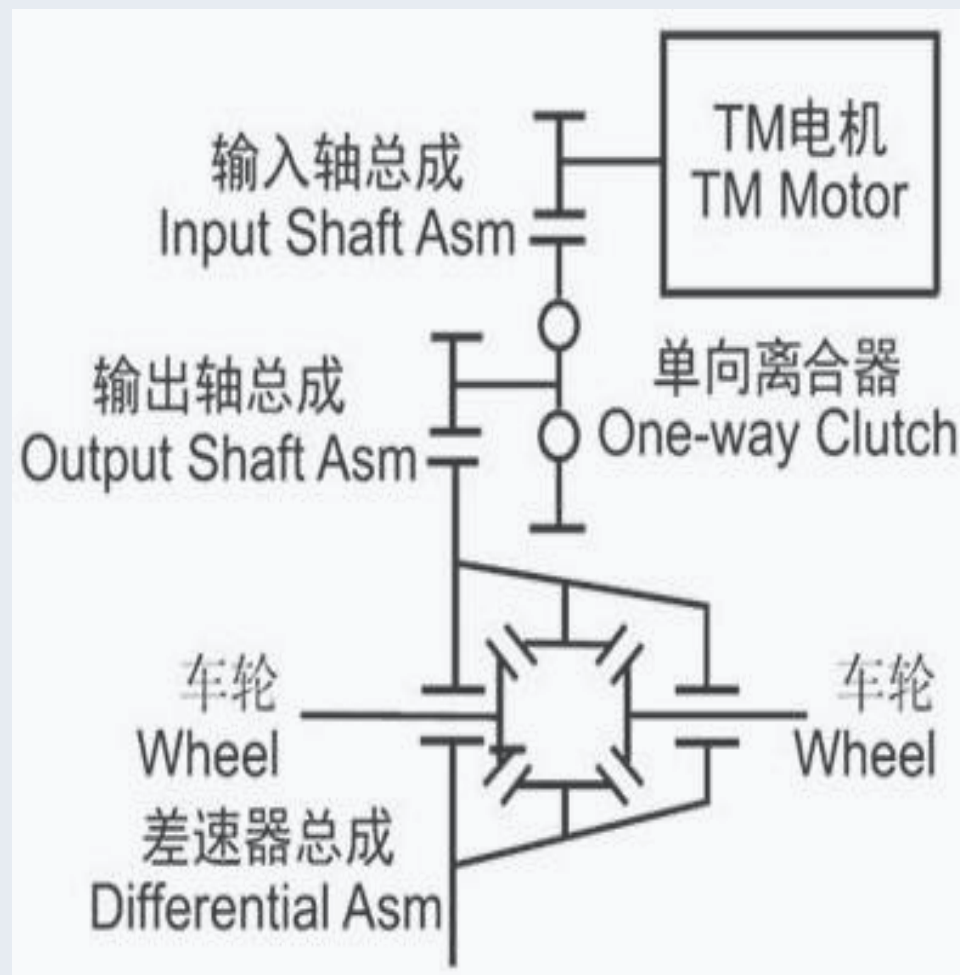 TM电机
TM Motor
输入轴总成
Input Shaft Asm
单向离合器
One-way Clutch
输出轴总成
Output Shaft Asm
车轮
Wheel
车轮
Wheel
差速器总成
Differential Asm